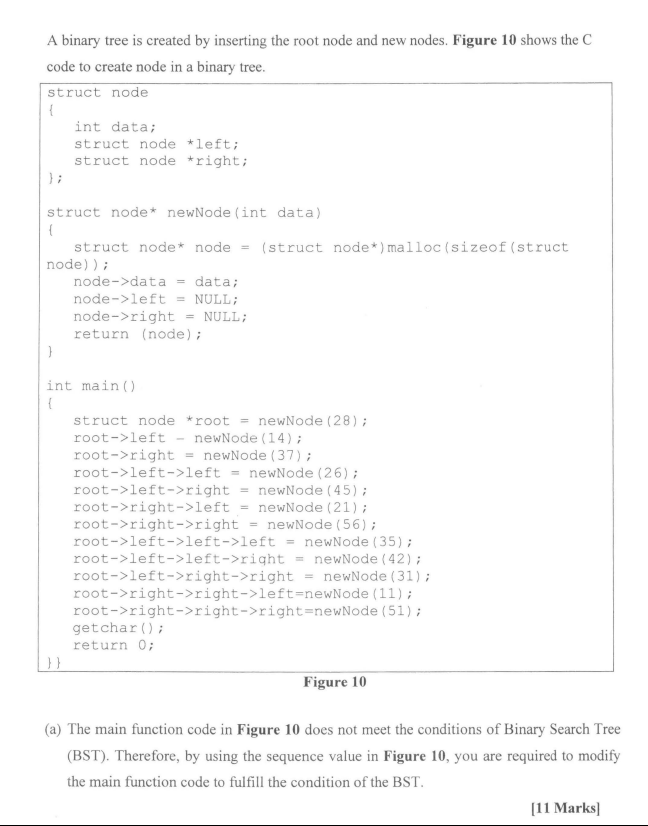 A binary tree is created by inserting the root node and new nodes. Figure 10 shows the C
code to create node in a binary tree.
struct node
{
int data;
struct node *left;
struct node *right;
};
struct node* newNode(int data)
{
struct node* node = (struct node*)malloc(sizeof(struct
node));
node->data = data;
node->left = NULL;
node->right = NULL;
return (node);
}
int main()
{
struct node *root = newNode(28);
root->left – newNode(14);
root->right = newNode(37);
root->left->left = newNode(26);
root->left->right = newNode(45);
root->right->left = newNode(21);
root->right->right = newNode(56);
root->left->left->left = newNode(35);
root->left->left->right = newNode(42);
root->left->right->right = newNode(31);
root->right->right->left=newNode(11);
root->right->right->right=newNode(51);
getchar();
return 0;
}}
Figure 10
(a) The main function code in Figure 10 does not meet the conditions of Binary Search Tree
(BST). Therefore, by using the sequence value in Figure 10, you are required to modify
the main function code to fulfill the condition of the BST.
[11 Marks]